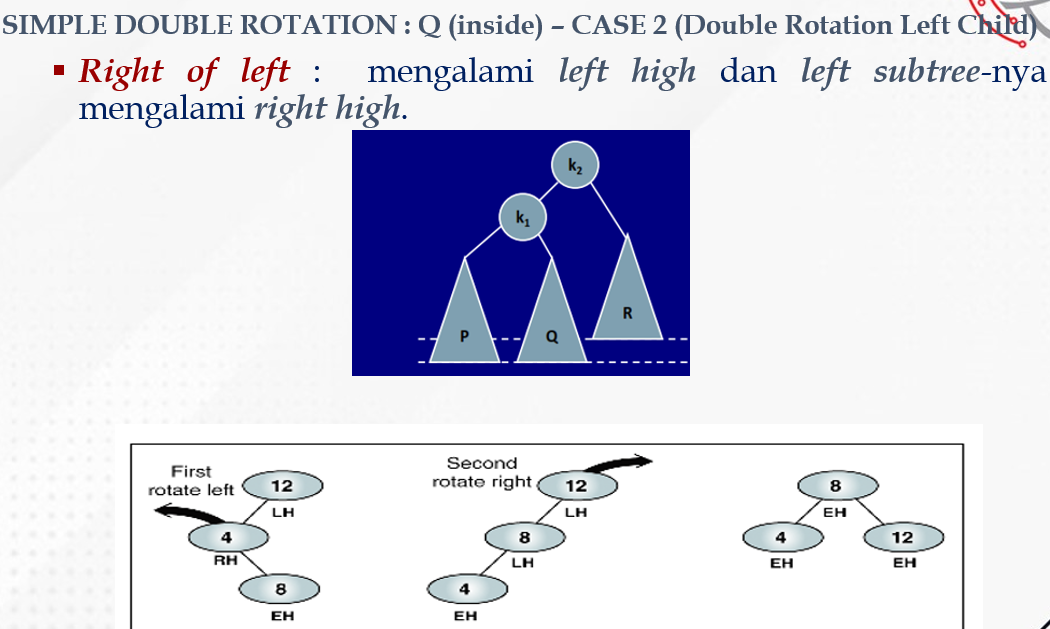 SIMPLE DOUBLE ROTATION : Q (inside) – CASE 2 (Double Rotation Left Child)
▪ Right of left : mengalami left high dan left subtree-nya
mengalami right high.
k₂
k₁
R
P
Q
First
rotate left
12
LH
4
RH
8
EH
Second
rotate right
12
LH
8
LH
4
EH
8
EH
4
EH
12
EH